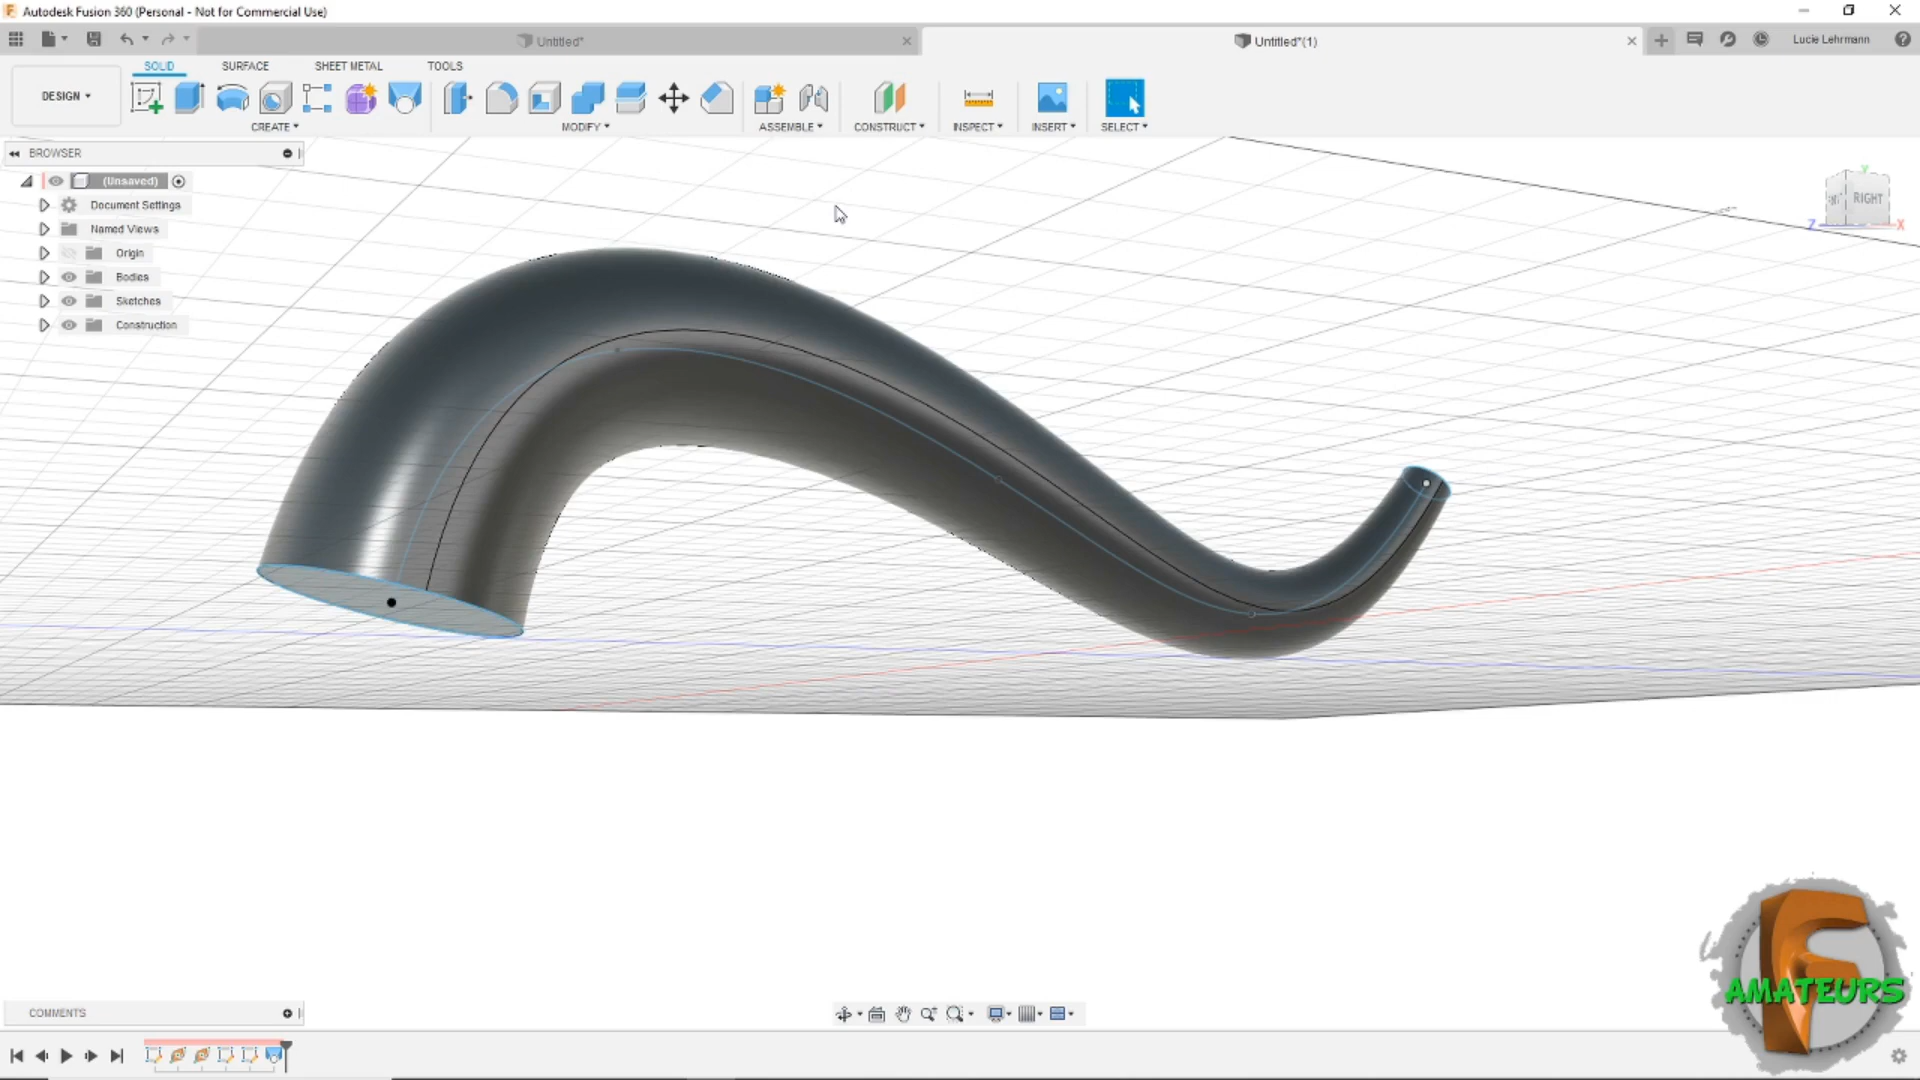 Autodesk Fusion 360 (Personal - Not for Commercial Use)
Untitled*
Untitled*(1)
Lucie Lehrmann
DESIGN
SOLID
SURFACE
SHEET METAL
TOOLS
CREATE
MODIFY
ASSEMBLE
CONSTRUCT
INSPECT
INSERT
SELECT
BROWSER
(Unsaved)
Document Settings
Named Views
Origin
Bodies
Sketches
Construction
Y
RIGHT
Z
X
COMMENTS
F
AMATEURS